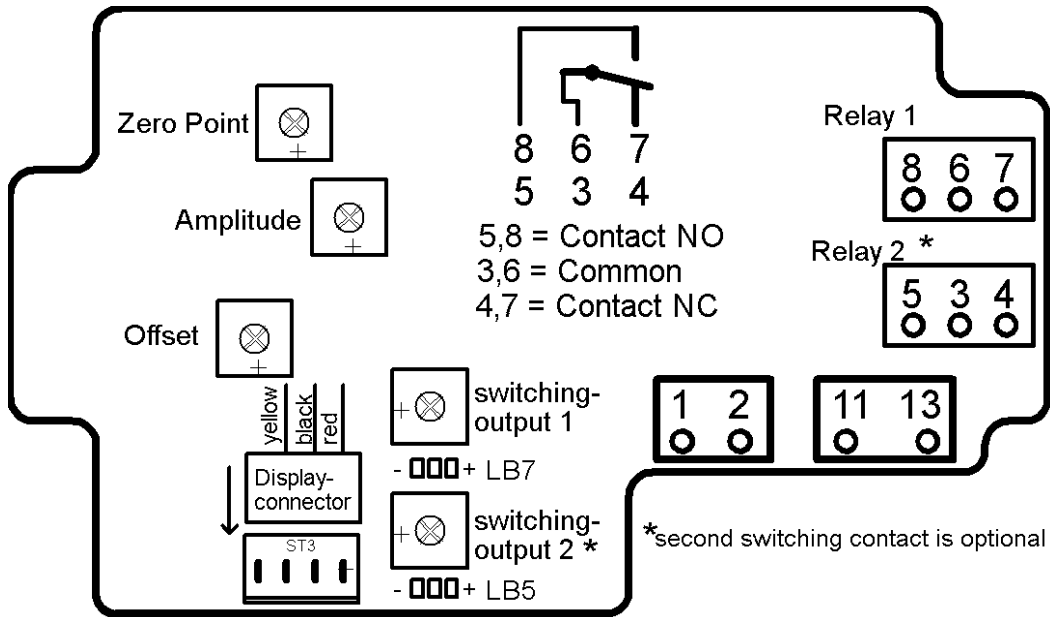 Zero Point
+
Amplitude
+
Offset
+
8 6 7
5 3 4
5,8 = Contact NO
3,6 = Common
4,7 = Contact NC
Relay 1
8 6 7
Relay 2 *
5 3 4
1 2
11 13
yellow
black
red
Display-
connector
ST3
+
+
switching-
output 1
- + LB7
+
switching-
output 2 *
- + LB5
*second switching contact is optional